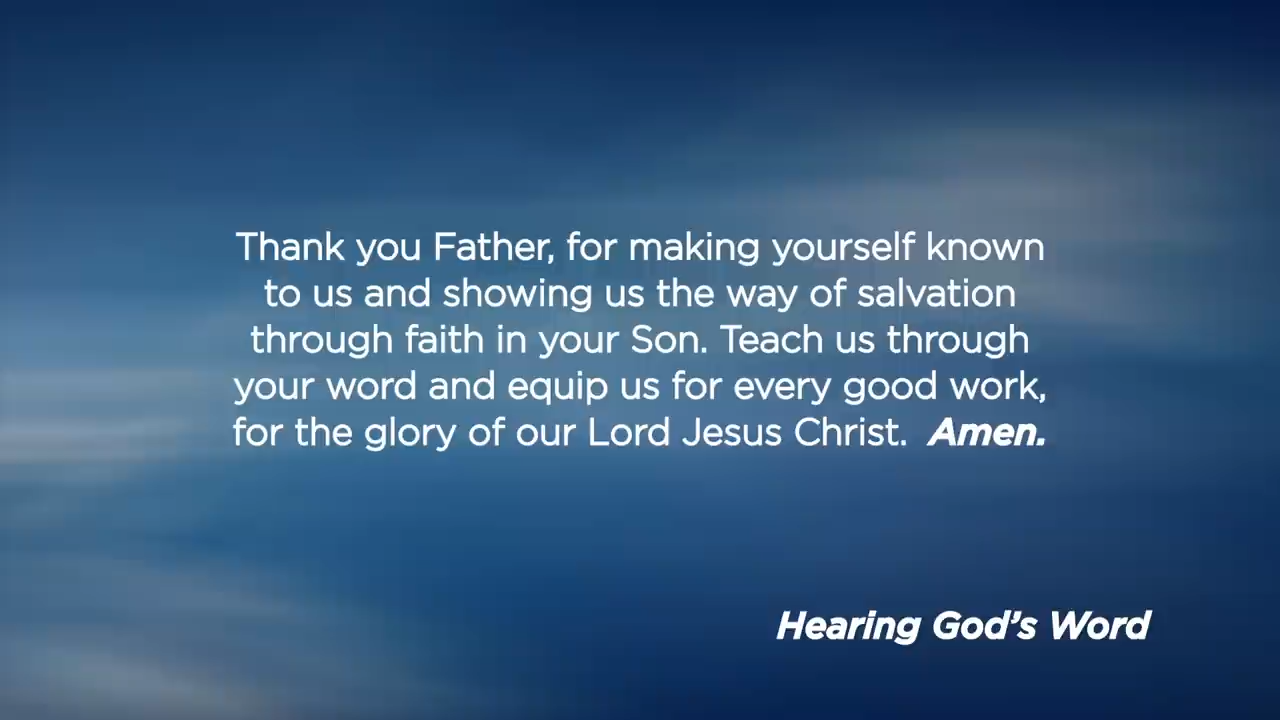 Thank you Father, for making yourself known
to us and showing us the way of salvation
through faith in your Son. Teach us through
your word and equip us for every good work,
for the glory of our Lord Jesus Christ. Amen.
Hearing God's Word